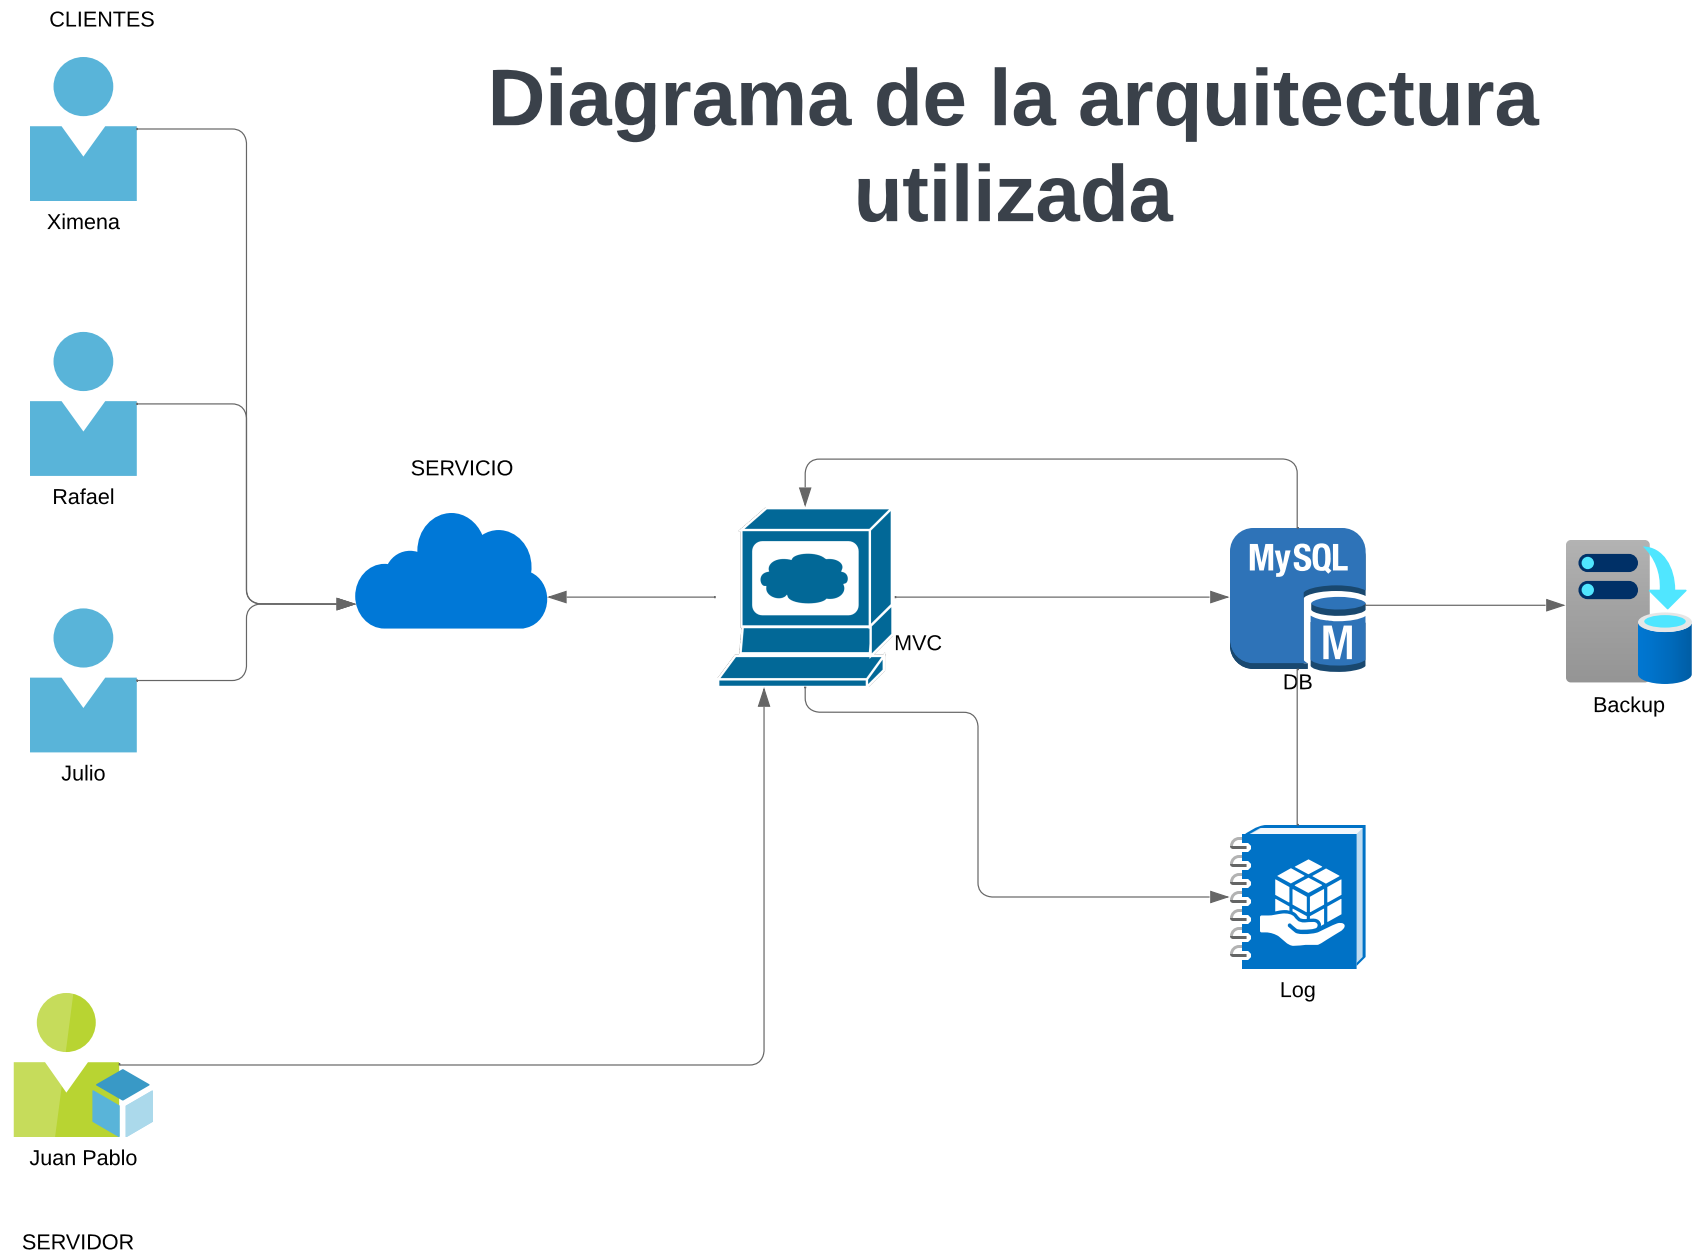 CLIENTES
Diagrama de la arquitectura
utilizada
Ximena
Rafael
SERVICIO
MySQL
MVC
M
DB
Backup
Julio
Log
Juan Pablo
SERVIDOR